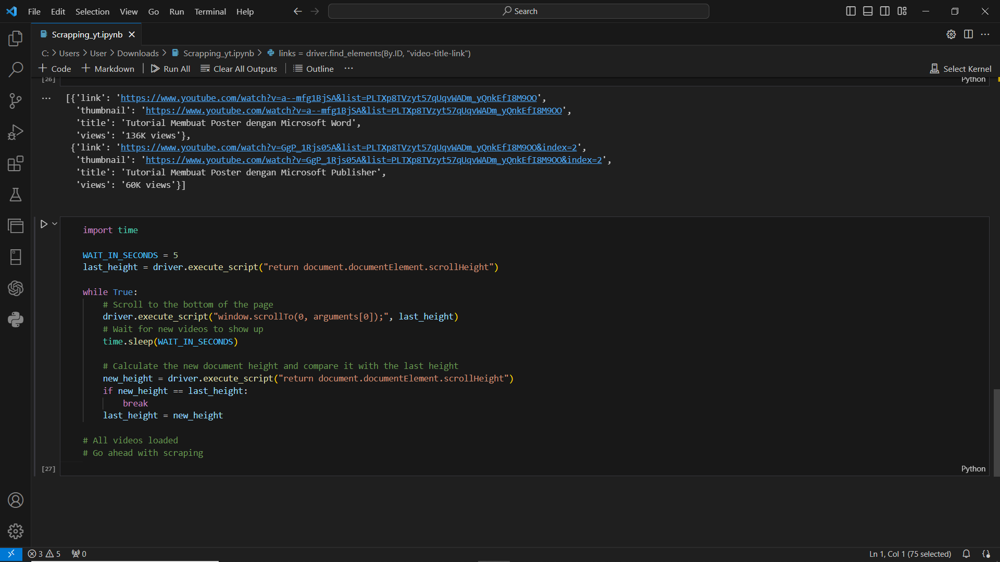 File Edit Selection View Go Run Terminal Help Search
Scrapping_yt.ipynb
C: > Users > User > Downloads > Scrapping_yt.ipynb > links = driver.find_elements(By.ID, "video-title-link")
+ Code + Markdown | Run All Clear All Outputs | Outline ··· Select Kernel
[26] Python
··· [{'link': 'https://www.youtube.com/watch?v=a--mfg1BjSA&list=PLTXp8TVzyt57qUqvWADm_yQnkEfI8M9OO',
'thumbnail': 'https://www.youtube.com/watch?v=a--mfg1BjSA&list=PLTXp8TVzyt57qUqvWADm_yQnkEfI8M9OO',
'title': 'Tutorial Membuat Poster dengan Microsoft Word',
'views': '136K views'},
{'link': 'https://www.youtube.com/watch?v=GgP_1Rjs05A&list=PLTXp8TVzyt57qUqvWADm_yQnkEfI8M9OO&index=2',
'thumbnail': 'https://www.youtube.com/watch?v=GgP_1Rjs05A&list=PLTXp8TVzyt57qUqvWADm_yQnkEfI8M9OO&index=2',
'title': 'Tutorial Membuat Poster dengan Microsoft Publisher',
'views': '60K views'}]
import time
WAIT_IN_SECONDS = 5
last_height = driver.execute_script("return document.documentElement.scrollHeight")
while True:
# Scroll to the bottom of the page
driver.execute_script("window.scrollTo(0, arguments[0]);", last_height)
# Wait for new videos to show up
time.sleep(WAIT_IN_SECONDS)
# Calculate the new document height and compare it with the last height
new_height = driver.execute_script("return document.documentElement.scrollHeight")
if new_height == last_height:
break
last_height = new_height
# All videos loaded
# Go ahead with scraping
[27] Python
3 5 0 Ln 1, Col 1 (75 selected)